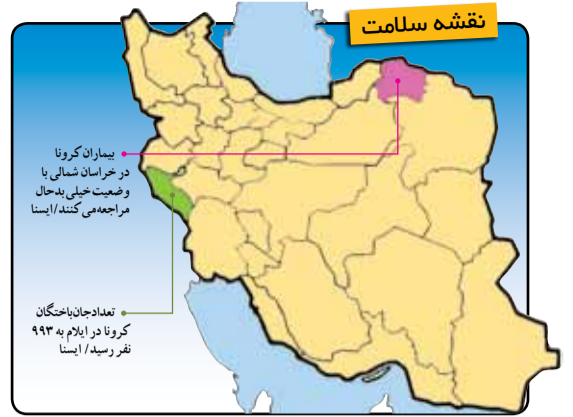 نقشه سلامت
بیماران کرونا
در خراسان شمالی با
وضعیت خیلی بدحال
مراجعه می کنند/ایسنا
تعدادجان‌باختگان
کرونا در ایلام به ۹۹۳
نفر رسید/ ایسنا